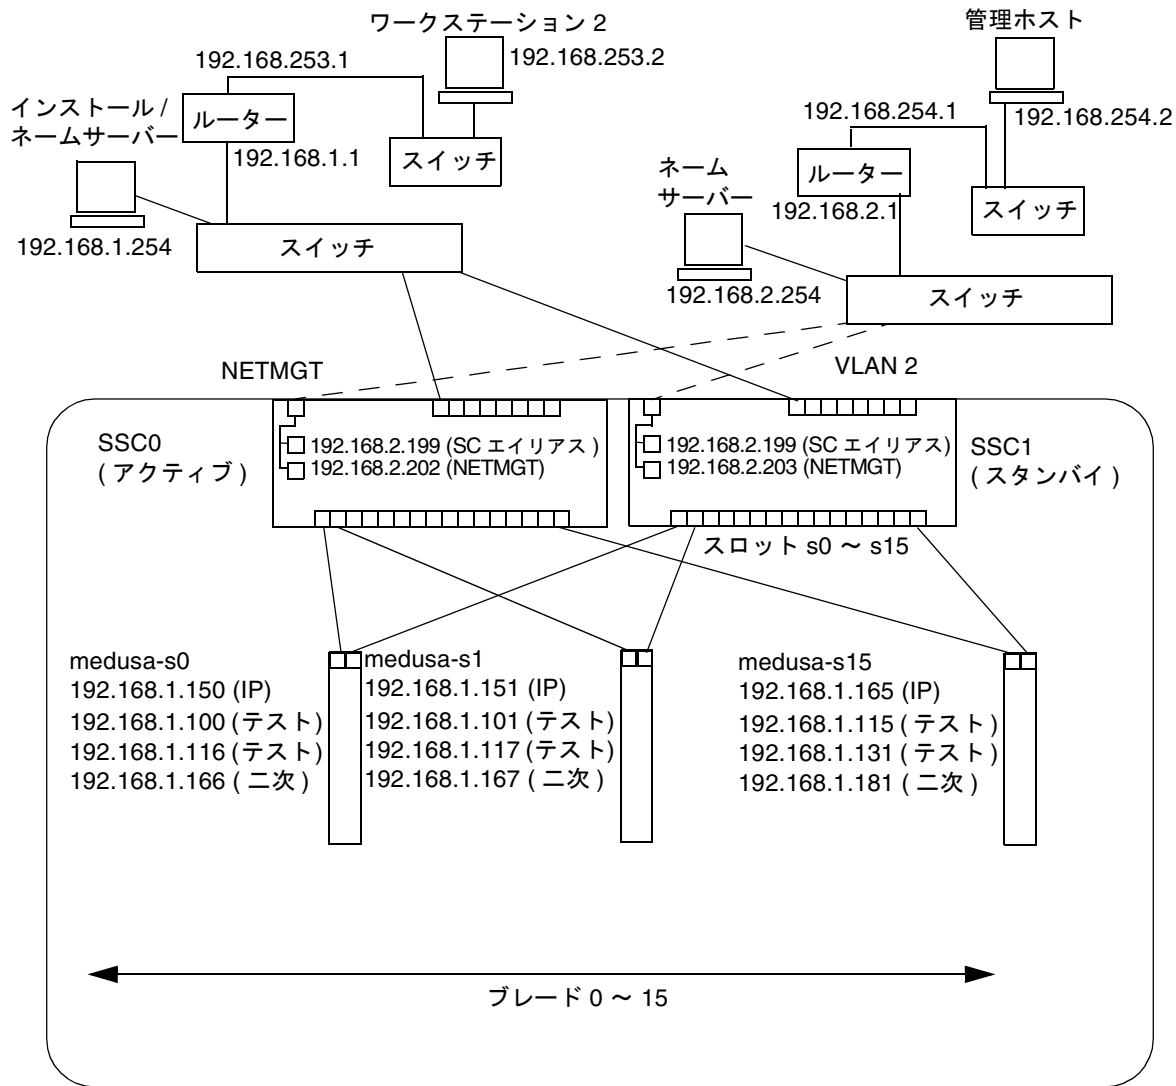 ワークステーション 2
192.168.253.1
192.168.253.2
インストール /
ネームサーバー
ルーター
スイッチ
192.168.1.1
192.168.1.254
スイッチ
管理ホスト
192.168.254.1
192.168.254.2
ネーム
サーバー
ルーター
スイッチ
192.168.2.1
192.168.2.254
スイッチ
NETMGT
VLAN 2
SSC0
( アクティブ )
192.168.2.199 (SC エイリアス )
192.168.2.202 (NETMGT)
192.168.2.199 (SC エイリアス )
192.168.2.203 (NETMGT)
SSC1
( スタンバイ )
スロット s0 ～ s15
medusa-s0
192.168.1.150 (IP)
192.168.1.100 ( テスト )
192.168.1.116 ( テスト )
192.168.1.166 ( 二次 )
medusa-s1
192.168.1.151 (IP)
192.168.1.101 ( テスト )
192.168.1.117 ( テスト )
192.168.1.167 ( 二次 )
medusa-s15
192.168.1.165 (IP)
192.168.1.115 ( テスト )
192.168.1.131 ( テスト )
192.168.1.181 ( 二次 )
ブレード 0 ～ 15